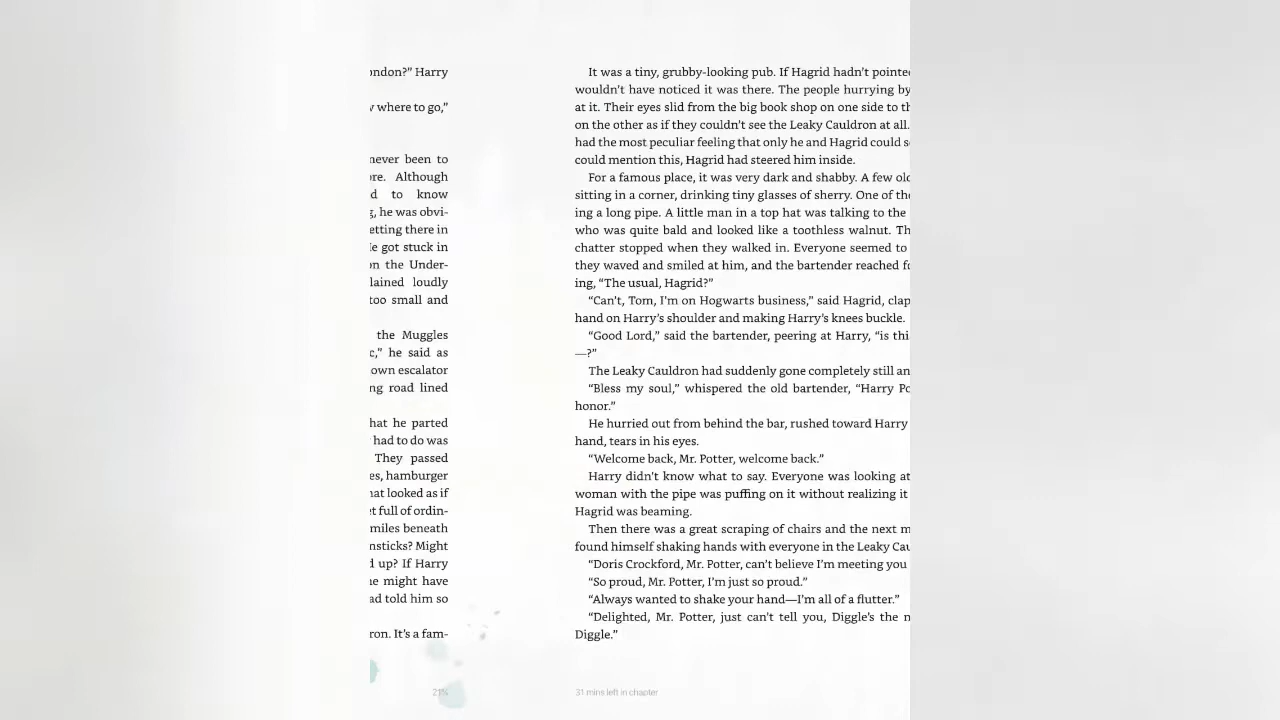 ondon?” Harry
where to go,”
never been to
Although
d to know
he was obvi-
etting there in
got stuck in
on the Under-
lained loudly
too small and
the Muggles
he said as
own escalator
ng road lined
hat he parted
had to do was
They passed
es, hamburger
hat looked as if
full of ordin-
miles beneath
nsticks? Might
up? If Harry
might have
ad told him so
ron. It’s a fam-
21%
It was a tiny, grubby-looking pub. If Hagrid hadn’t pointe
wouldn’t have noticed it was there. The people hurrying by
at it. Their eyes slid from the big book shop on one side to th
on the other as if they couldn’t see the Leaky Cauldron at all.
had the most peculiar feeling that only he and Hagrid could s
could mention this, Hagrid had steered him inside.
For a famous place, it was very dark and shabby. A few old
sitting in a corner, drinking tiny glasses of sherry. One of the
ing a long pipe. A little man in a top hat was talking to the
who was quite bald and looked like a toothless walnut. Th
chatter stopped when they walked in. Everyone seemed to
they waved and smiled at him, and the bartender reached fo
ing, “The usual, Hagrid?”
“Can’t, Tom, I’m on Hogwarts business,” said Hagrid, clap
hand on Harry’s shoulder and making Harry’s knees buckle.
“Good Lord,” said the bartender, peering at Harry, “is thi
—?”
The Leaky Cauldron had suddenly gone completely still an
“Bless my soul,” whispered the old bartender, “Harry Po
honor.”
He hurried out from behind the bar, rushed toward Harry
hand, tears in his eyes.
“Welcome back, Mr. Potter, welcome back.”
Harry didn’t know what to say. Everyone was looking at
woman with the pipe was puffing on it without realizing it
Hagrid was beaming.
Then there was a great scraping of chairs and the next m
found himself shaking hands with everyone in the Leaky Cau
“Doris Crockford, Mr. Potter, can’t believe I’m meeting you
“So proud, Mr. Potter, I’m just so proud.”
“Always wanted to shake your hand—I’m all of a flutter.”
“Delighted, Mr. Potter, just can’t tell you, Diggle’s the n
Diggle.”
31 mins left in chapter